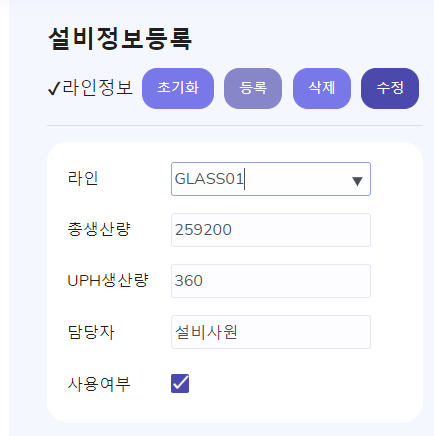 설비정보등록
✓라인정보 초기화 등록 삭제 수정
라인 GLASS01
총생산량 259200
UPH생산량 360
담당자 설비사원
사용여부